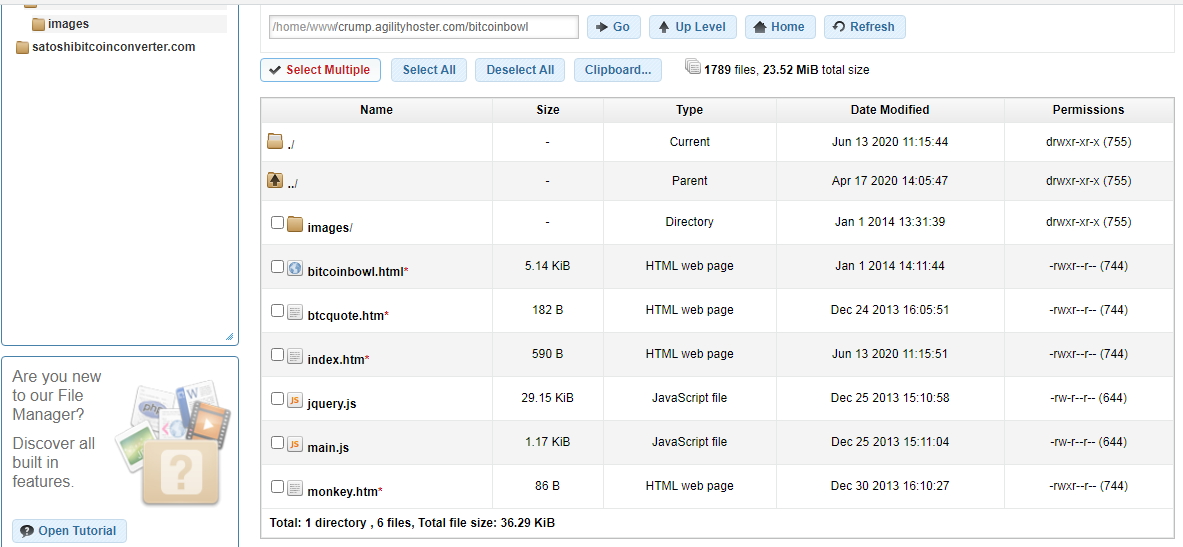 images
satoshibitcoinconverter.com
/home/www/crump.agilityhoster.com/bitcoinbowl Go Up Level Home Refresh
Select Multiple Select All Deselect All Clipboard... 1789 files, 23.52 MiB total size
Name Size Type Date Modified Permissions
./ - Current Jun 13 2020 11:15:44 drwxr-xr-x (755)
../ - Parent Apr 17 2020 14:05:47 drwxr-xr-x (755)
images/ - Directory Jan 1 2014 13:31:39 drwxr-xr-x (755)
bitcoinbowl.html* 5.14 KiB HTML web page Jan 1 2014 14:11:44 -rwxr--r-- (744)
btcquote.htm* 182 B HTML web page Dec 24 2013 16:05:51 -rwxr--r-- (744)
index.htm* 590 B HTML web page Jun 13 2020 11:15:51 -rwxr--r-- (744)
JS jquery.js 29.15 KiB JavaScript file Dec 25 2013 15:10:58 -rw-r--r-- (644)
JS main.js 1.17 KiB JavaScript file Dec 25 2013 15:11:04 -rw-r--r-- (644)
monkey.htm* 86 B HTML web page Dec 30 2013 16:10:27 -rwxr--r-- (744)
Total: 1 directory , 6 files, Total file size: 36.29 KiB
Are you new
to our File
Manager?
Discover all
built in
features.
php W
?
Open Tutorial